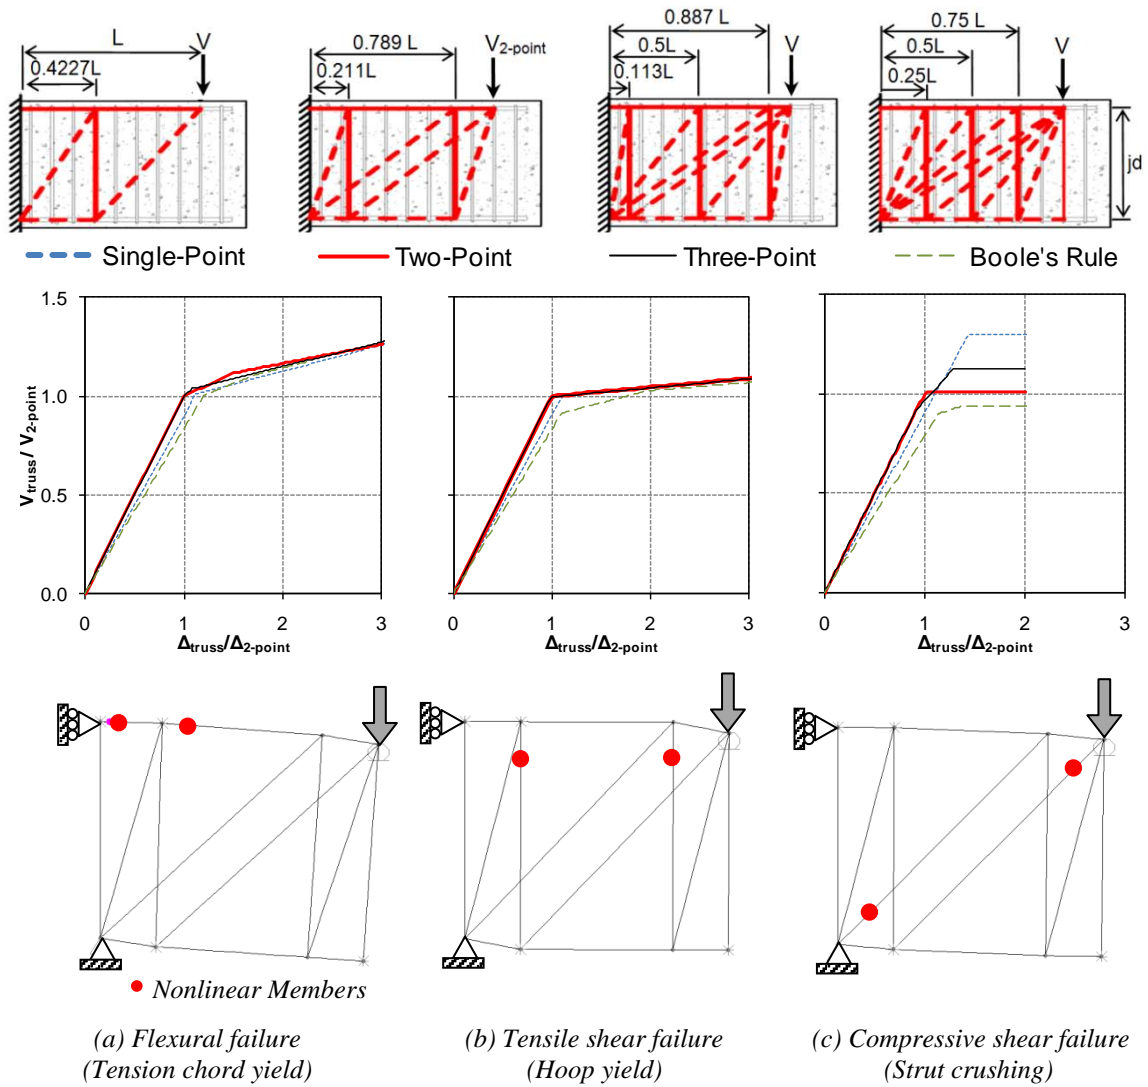 L
V
0.4227L
0.789 L
V2-point
0.211L
0.887 L
0.5L
V
0.113L
0.75 L
0.5L
V
0.25L
jd
Single-Point
Two-Point
Three-Point
Boole's Rule
Vtruss/ V2-point
1.5
1.0
0.5
0.0
0 1 2 3
Δtruss/Δ2-point
0 1 2 3
Δtruss/Δ2-point
0 1 2 3
Δtruss/Δ2-point
Nonlinear Members
(a) Flexural failure
(Tension chord yield)
(b) Tensile shear failure
(Hoop yield)
(c) Compressive shear failure
(Strut crushing)